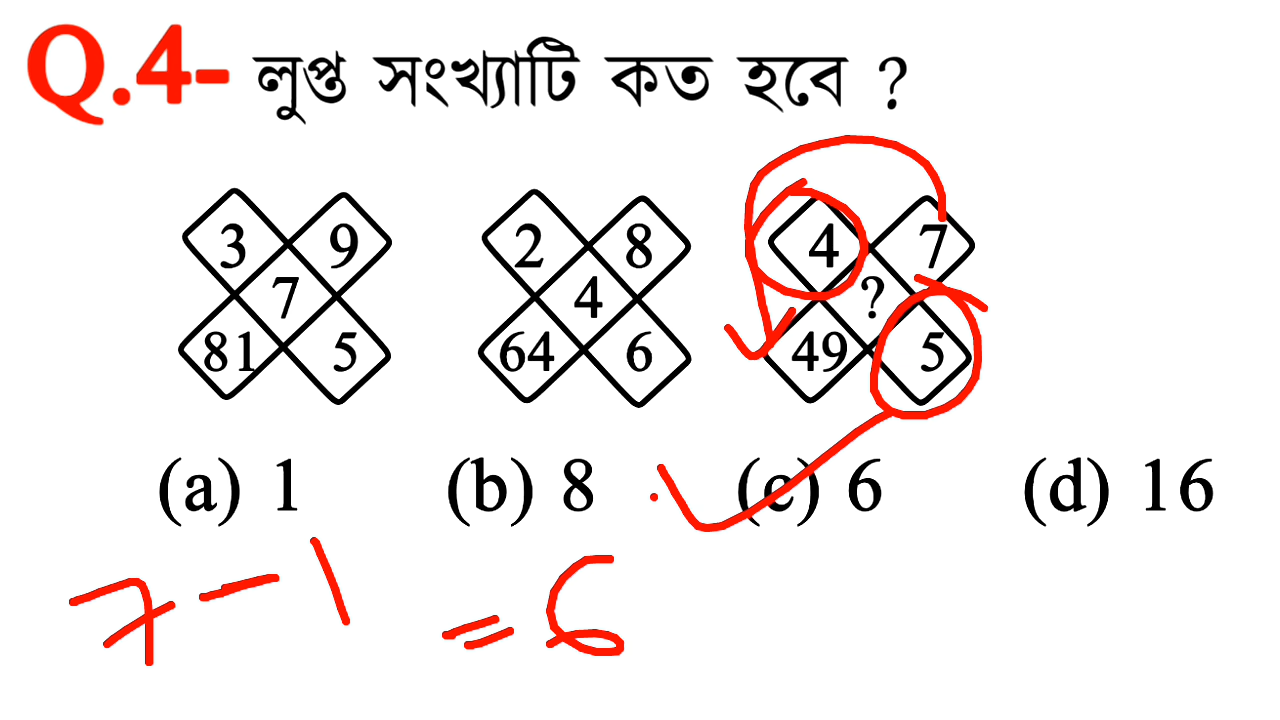 Q.4- লুপ্ত সংখ্যাটি কত হবে ?
3 9 2 8 4 7
7 4 ?
81 5 64 6 49 5
(a) 1 (b) 8 (c) 6 (d) 16
7 - 1 = 6